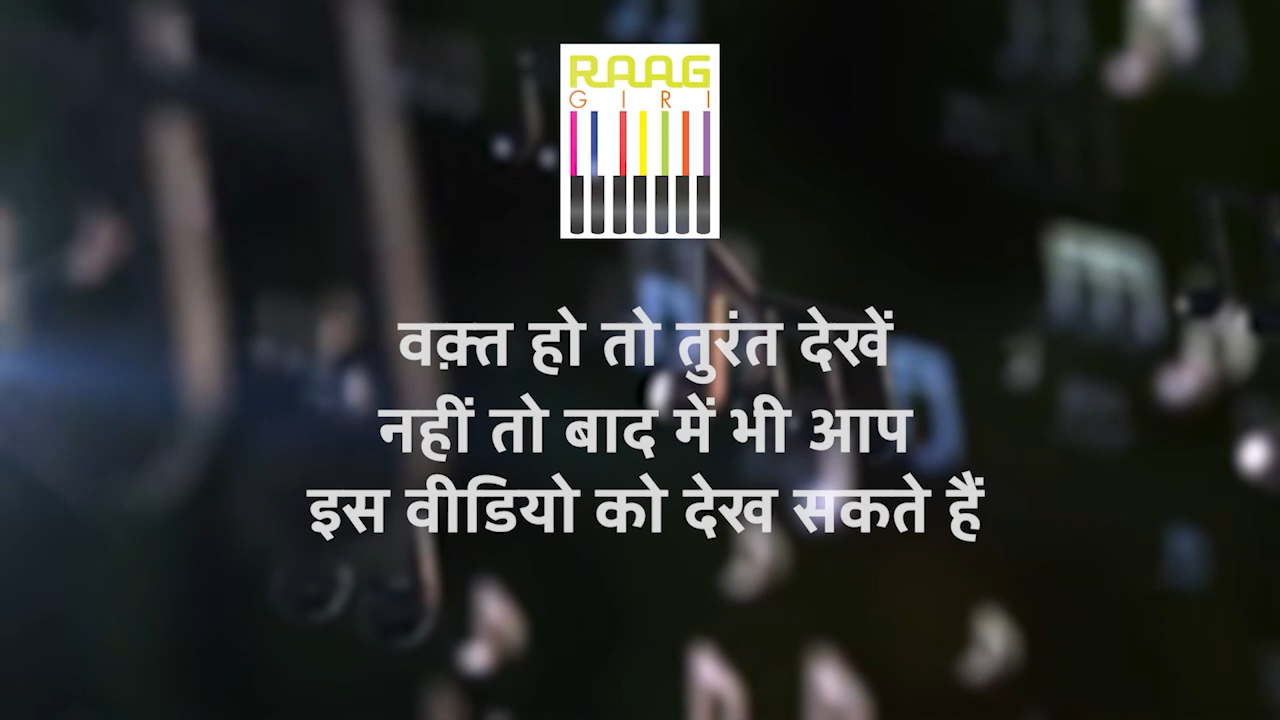 RAAG
GIRI
वक़्त हो तो तुरंत देखें
नहीं तो बाद में भी आप
इस वीडियो को देख सकते हैं